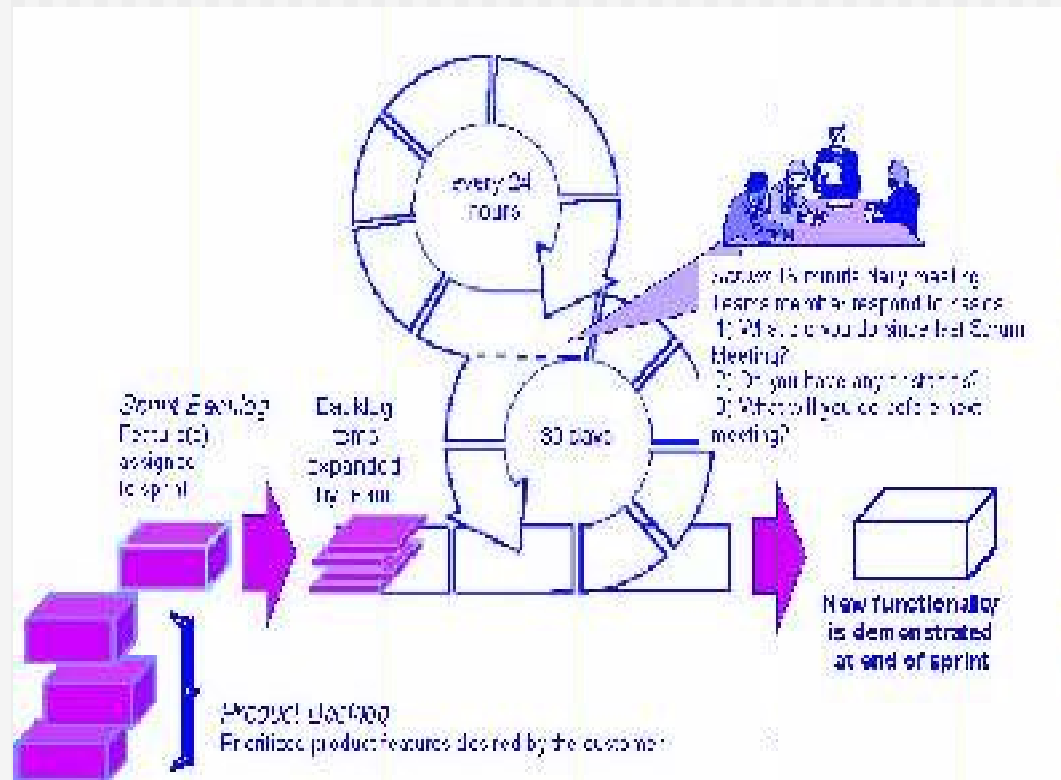 every 24
hours
Scrum: 15 minute daily meeting.
Teams member respond to basics
1) What did you do since last Scrum
Meeting?
2) Do you have any obstacles?
3) What will you do before next
meeting?
30 days
Sprint Backlog
Feature(s)
assigned
to sprint
Backlog
items
expanded
by team
New functionality
is demonstrated
at end of sprint
Product Backlog
Prioritized product features desired by the customer